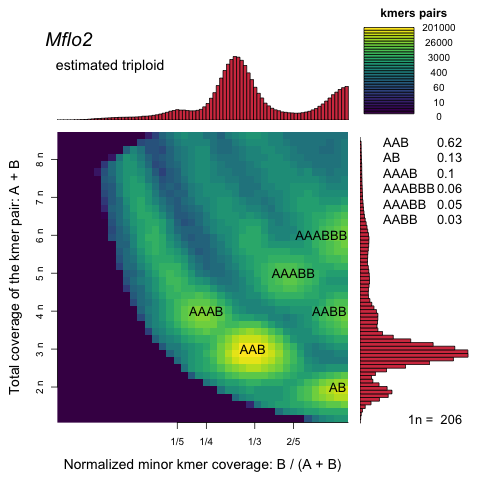 Mflo2
estimated triploid
kmers pairs
201000
26000
3000
400
60
10
0
AAB 0.62
AB 0.13
AAAB 0.1
AAABBB 0.06
AAABB 0.05
AABB 0.03
Total coverage of the kmer pair: A + B
8 n
7 n
6 n
5 n
4 n
3 n
2 n
AAABBB
AAABB
AAAB
AABB
AAB
AB
1n = 206
1/5 1/4 1/3 2/5
Normalized minor kmer coverage: B / (A + B)